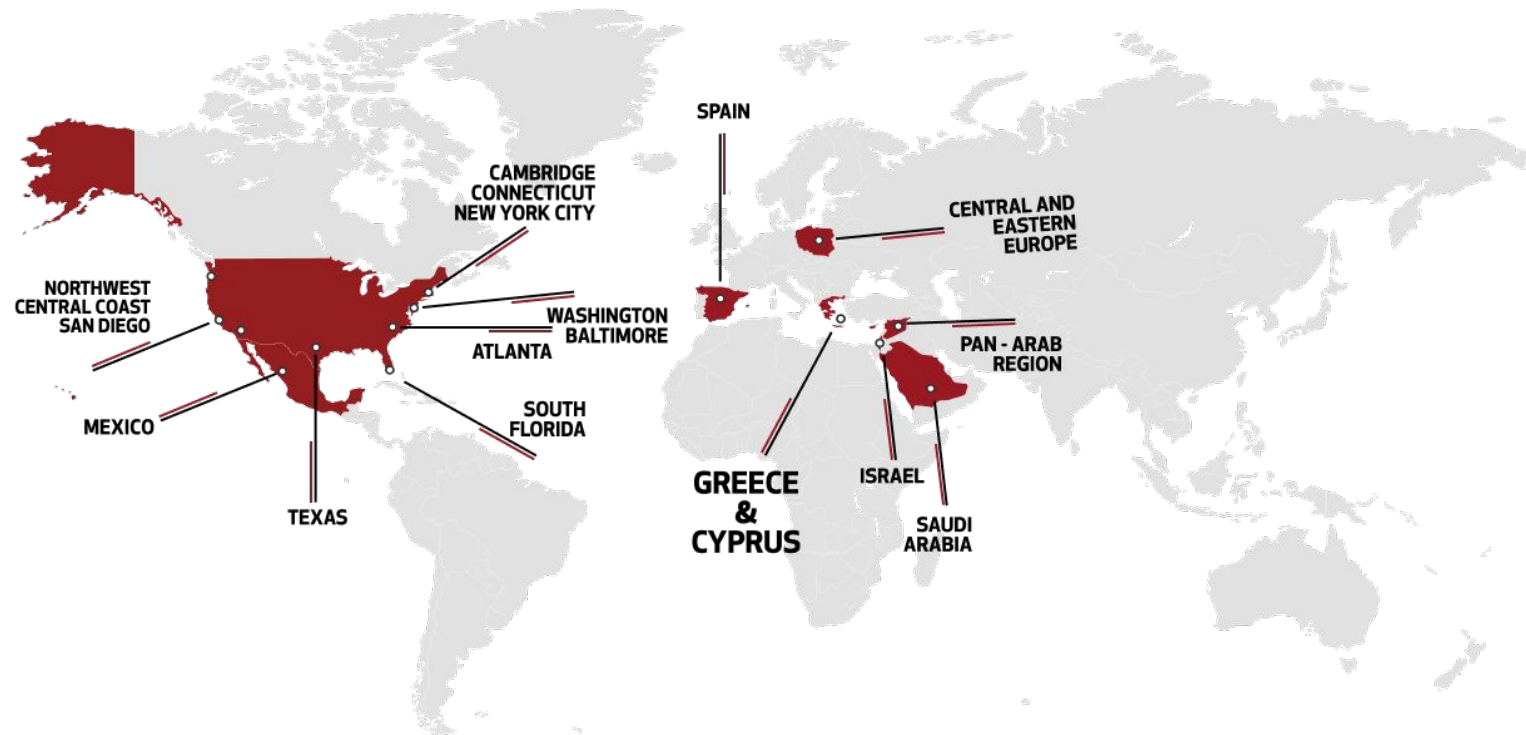 SPAIN
CAMBRIDGE
CONNECTICUT
NEW YORK CITY
CENTRAL AND
EASTERN
EUROPE
NORTHWEST
CENTRAL COAST
SAN DIEGO
WASHINGTON
BALTIMORE
ATLANTA
PAN - ARAB
REGION
MEXICO
SOUTH
FLORIDA
TEXAS
GREECE
&
CYPRUS
ISRAEL
SAUDI
ARABIA